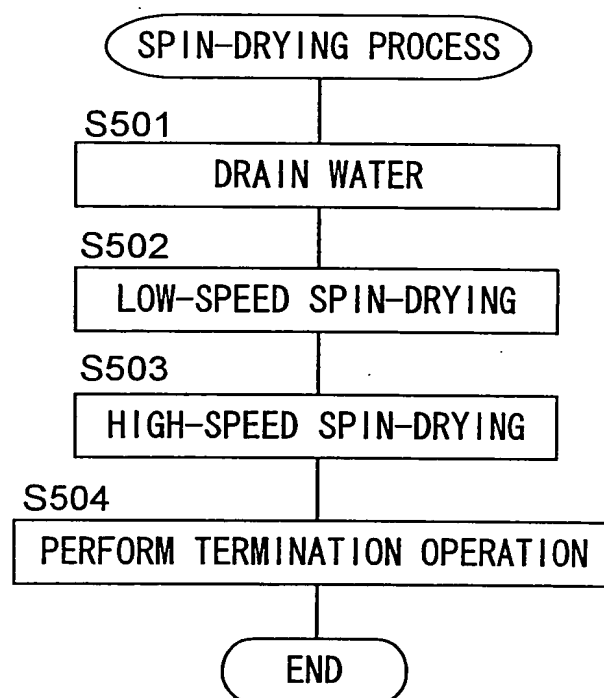 SPIN-DRYING PROCESS
S501
DRAIN WATER
S502
LOW-SPEED SPIN-DRYING
S503
HIGH-SPEED SPIN-DRYING
S504
PERFORM TERMINATION OPERATION
END